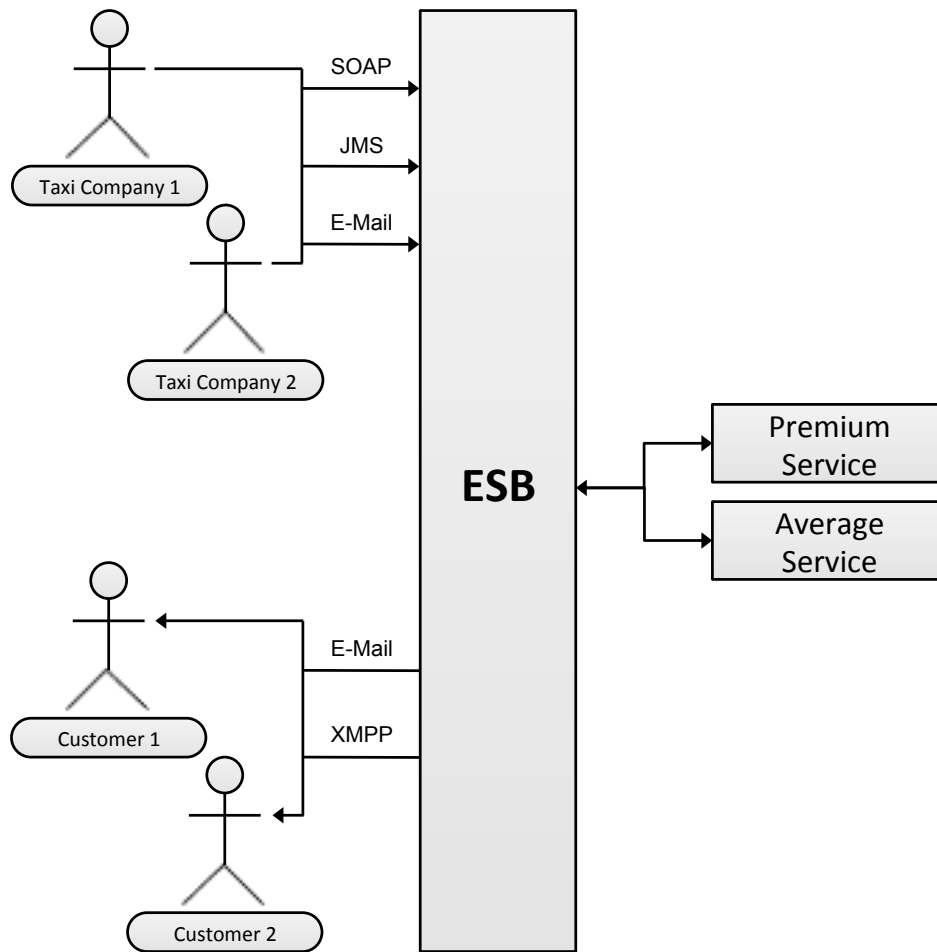 SOAP
JMS
Taxi Company 1
E-Mail
Taxi Company 2
Premium
Service
ESB
Average
Service
E-Mail
Customer 1
XMPP
Customer 2